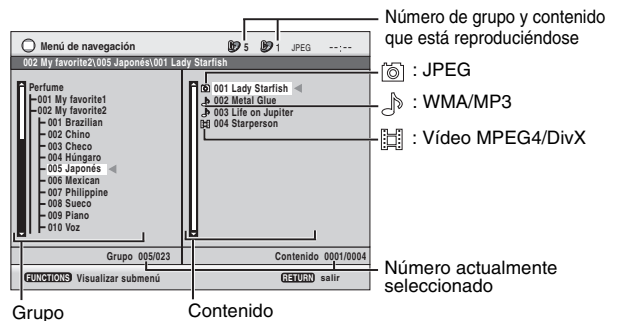 Número de grupo y contenido
que está reproduciéndose
Menú de navegación 5 1 JPEG --:--
002 My favorite2\005 Japonés\001 Lady Starfish
: JPEG
: WMA/MP3
: Vídeo MPEG4/DivX
Perfume
001 My favorite1
002 My favorite2
001 Brazilian
002 Chino
003 Checo
004 Húngaro
005 Japonés
006 Mexican
007 Philippine
008 Sueco
009 Piano
010 Voz
001 Lady Starfish
002 Metal Glue
003 Life on Jupiter
004 Starperson
Grupo 005/023
Contenido 0001/0004
FUNCTIONS Visualizar submenú
RETURN salir
Número actualmente
seleccionado
Grupo
Contenido